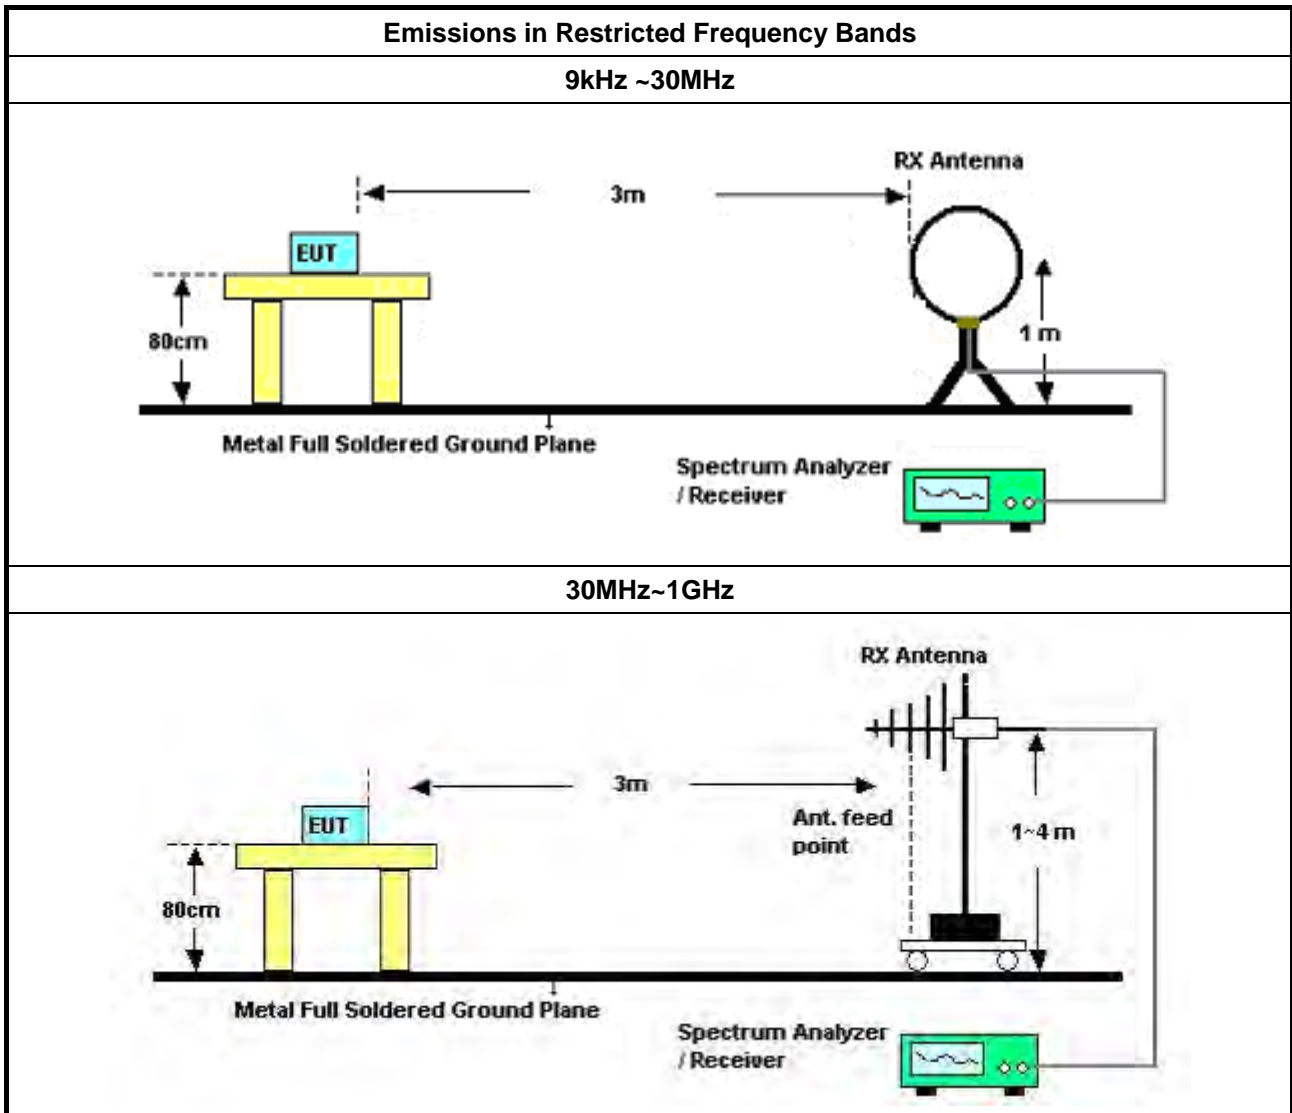 Emissions in Restricted Frequency Bands
9kHz ~30MHz
RX Antenna
3m
EUT
80cm
1 m
Metal Full Soldered Ground Plane
Spectrum Analyzer
/ Receiver
30MHz~1GHz
RX Antenna
3m
Ant. feed
point
EUT
1~4 m
80cm
Metal Full Soldered Ground Plane
Spectrum Analyzer
/ Receiver